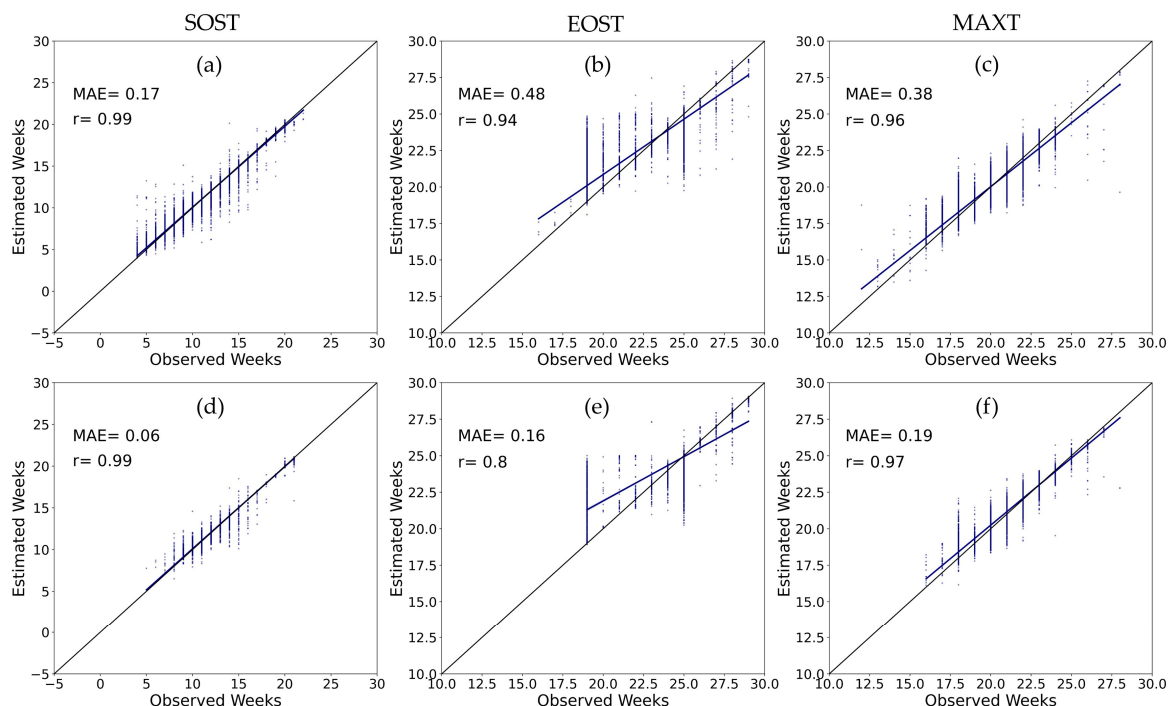 SOST EOST MAXT
(a)
MAE= 0.17
r= 0.99
30
25
20
15
10
5
0
−5
Estimated Weeks
−5 0 5 10 15 20 25 30
Observed Weeks
(b)
MAE= 0.48
r= 0.94
30.0
27.5
25.0
22.5
20.0
17.5
15.0
12.5
10.0
Estimated Weeks
10.0 12.5 15.0 17.5 20.0 22.5 25.0 27.5 30.0
Observed Weeks
(c)
MAE= 0.38
r= 0.96
30.0
27.5
25.0
22.5
20.0
17.5
15.0
12.5
10.0
Estimated Weeks
10.0 12.5 15.0 17.5 20.0 22.5 25.0 27.5 30.0
Observed Weeks
(d)
MAE= 0.06
r= 0.99
30
25
20
15
10
5
0
−5
Estimated Weeks
−5 0 5 10 15 20 25 30
Observed Weeks
(e)
MAE= 0.16
r= 0.8
30.0
27.5
25.0
22.5
20.0
17.5
15.0
12.5
10.0
Estimated Weeks
10.0 12.5 15.0 17.5 20.0 22.5 25.0 27.5 30.0
Observed Weeks
(f)
MAE= 0.19
r= 0.97
30.0
27.5
25.0
22.5
20.0
17.5
15.0
12.5
10.0
Estimated Weeks
10.0 12.5 15.0 17.5 20.0 22.5 25.0 27.5 30.0
Observed Weeks